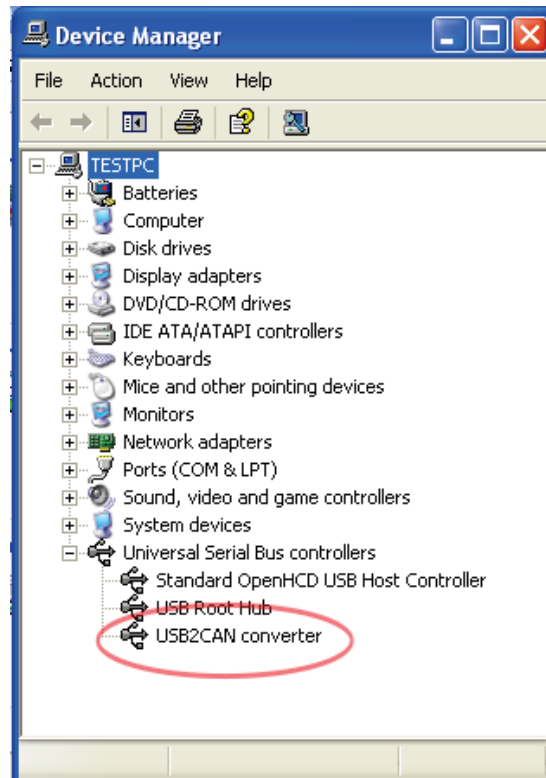 Device Manager
File Action View Help
TESTPC
Batteries
Computer
Disk drives
Display adapters
DVD/CD-ROM drives
IDE ATA/ATAPI controllers
Keyboards
Mice and other pointing devices
Monitors
Network adapters
Ports (COM & LPT)
Sound, video and game controllers
System devices
Universal Serial Bus controllers
Standard OpenHCD USB Host Controller
USB Root Hub
USB2CAN converter